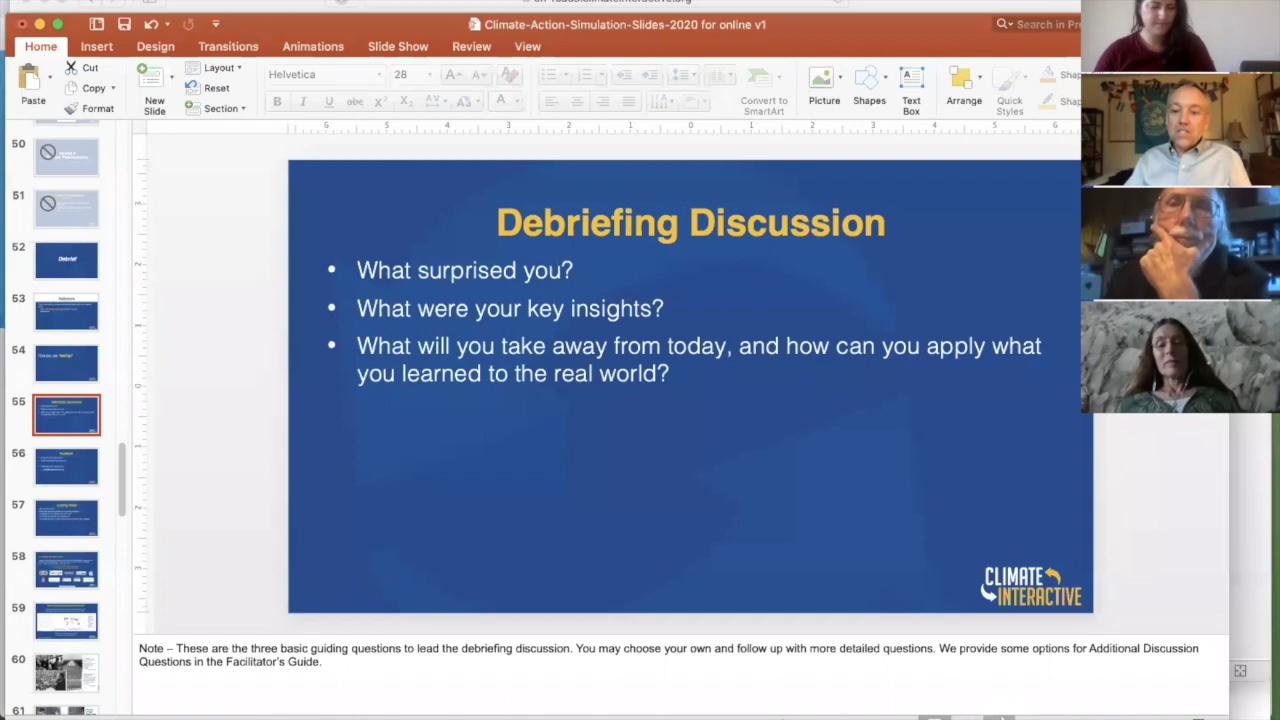 Climate-Action-Simulation-Slides-2020 for online v1
Search in Pre
Home Insert Design Transitions Animations Slide Show Review View
Paste
Cut
Copy
Format
New
Slide
Layout
Reset
Section
Helvetica
28
Convert to
SmartArt
Picture
Shapes
Text
Box
Arrange
Quick
Styles
50
51
52
Debrief
53
54
55
56
57
58
59
60
61
Debriefing Discussion
• What surprised you?
• What were your key insights?
• What will you take away from today, and how can you apply what
you learned to the real world?
CLIMATE
INTERACTIVE
Note – These are the three basic guiding questions to lead the debriefing discussion. You may choose your own and follow up with more detailed questions. We provide some options for Additional Discussion
Questions in the Facilitator's Guide.